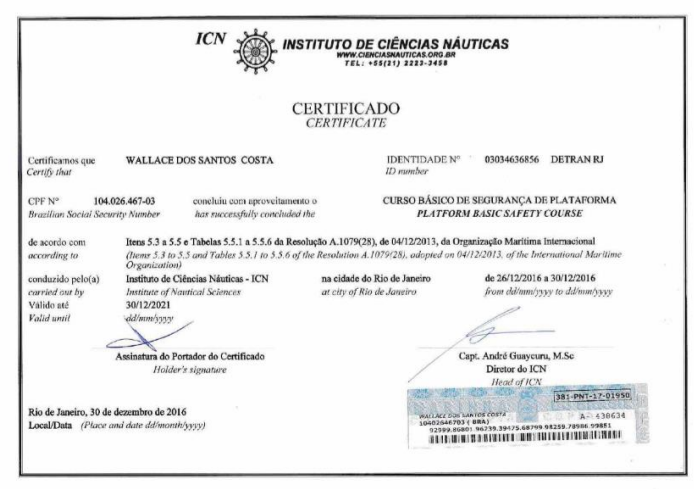 ICN
INSTITUTO DE CIÊNCIAS NÁUTICAS
WWW.CIENCIASNAUTICAS.ORG.BR
TEL: +55(21) 2222-3458
CERTIFICADO
CERTIFICATE
Certificamos que WALLACE DOS SANTOS COSTA IDENTIDADE Nº 03034636856 DETRAN RJ
Certify that ID number
CPF Nº 104.026.467-03 concluiu com aproveitamento o CURSO BÁSICO DE SEGURANÇA DE PLATAFORMA
Brazilian Social Security Number has successfully concluded the PLATFORM BASIC SAFETY COURSE
de acordo com Itens 5.3 a 5.5 e Tabelas 5.5.1 a 5.5.6 da Resolução A.1079(28), de 04/12/2013, da Organização Marítima Internacional
according to (Items 5.3 to 5.5 and Tables 5.5.1 to 5.5.6 of the Resolution A.1079(28), adopted on 04/12/2013, of the International Maritime
Organization)
conduzido pelo(a) Instituto de Ciências Náuticas - ICN na cidade do Rio de Janeiro de 26/12/2016 a 30/12/2016
carried out by Institute of Nautical Sciences at city of Rio de Janeiro from dd/mm/yyyy to dd/mm/yyyy
Válido até 30/12/2021
Valid until dd/mm/yyyy
Assinatura do Portador do Certificado Capt. André Guaycuru, M.Sc
Holder's signature Diretor do ICN
Head of ICN
381-PNT-17-01950
Rio de Janeiro, 30 de dezembro de 2016
Local/Data (Place and date dd/month/yyyy)
WALLACE DOS SANTOS COSTA A- 438634
10402646703 ( BRA)